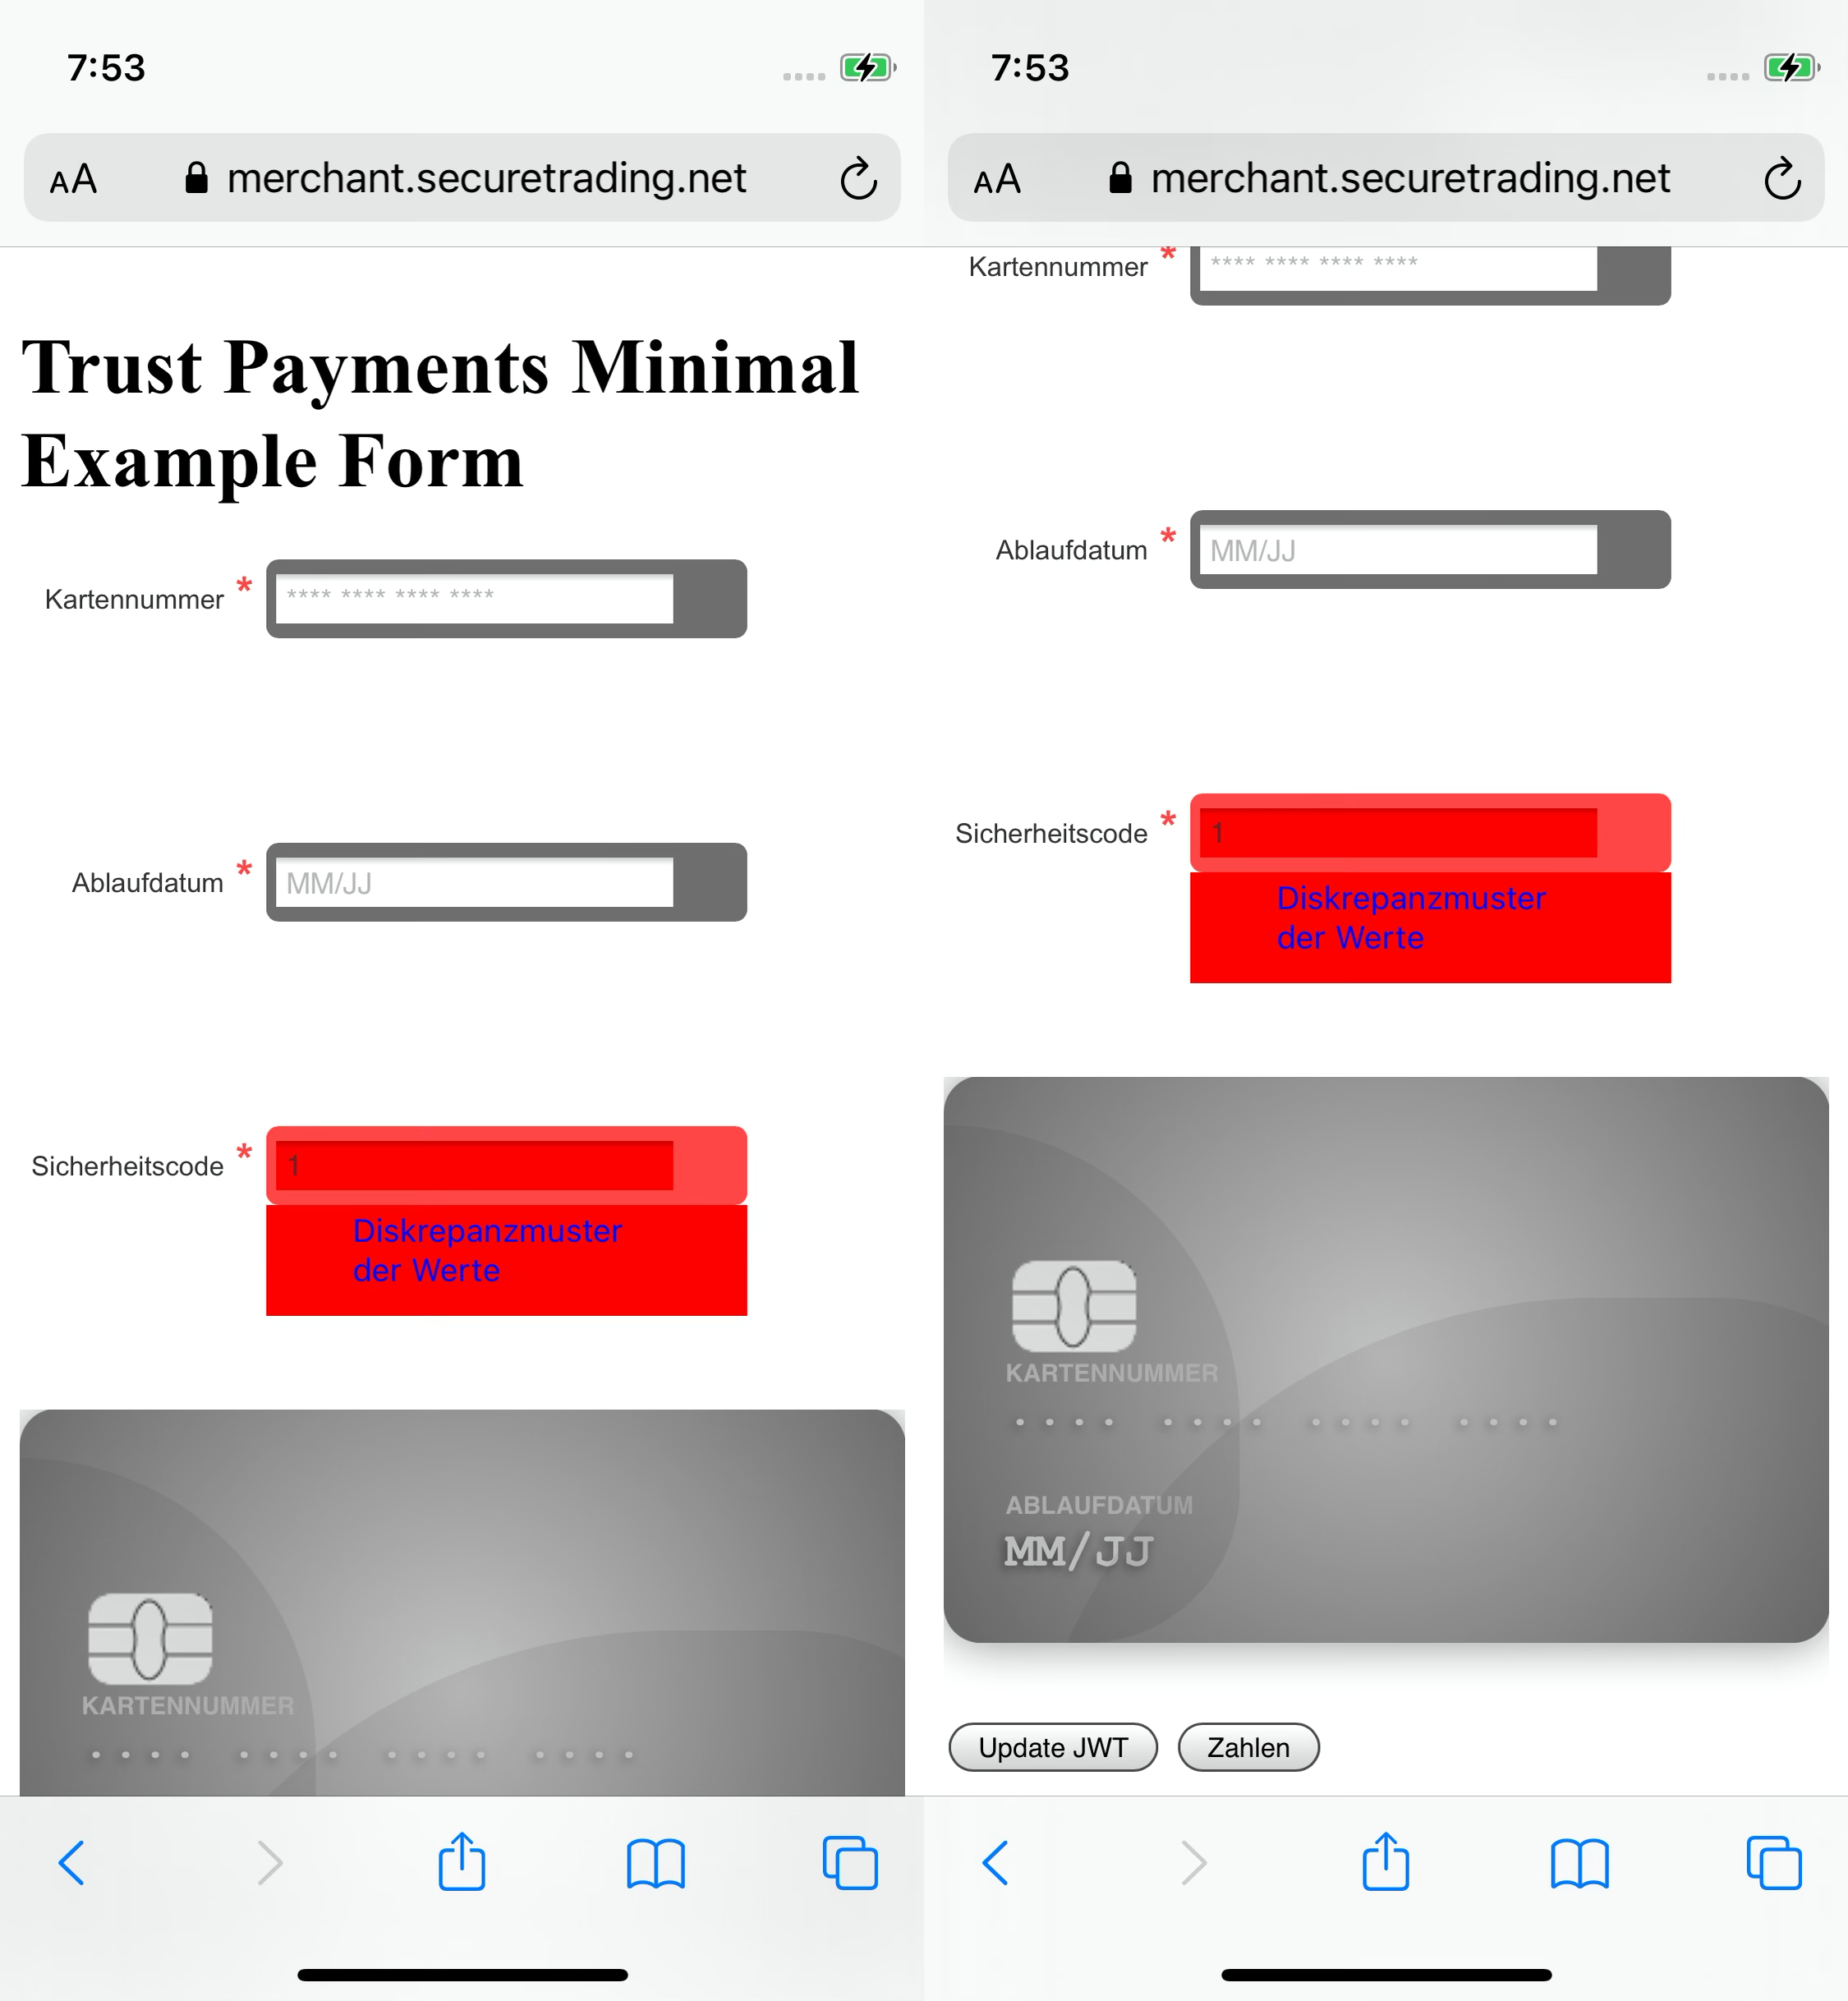 7:53
AA merchant.securetrading.net
Trust Payments Minimal
Example Form
Kartennummer * **** **** **** ****
Ablaufdatum * MM/JJ
Sicherheitscode * 1
Diskrepanzmuster
der Werte
KARTENNUMMER
•••• •••• •••• ••••
7:53
AA merchant.securetrading.net
Kartennummer * **** **** **** ****
Ablaufdatum * MM/JJ
Sicherheitscode * 1
Diskrepanzmuster
der Werte
KARTENNUMMER
•••• •••• •••• ••••
ABLAUFDATUM
MM/JJ
Update JWT Zahlen